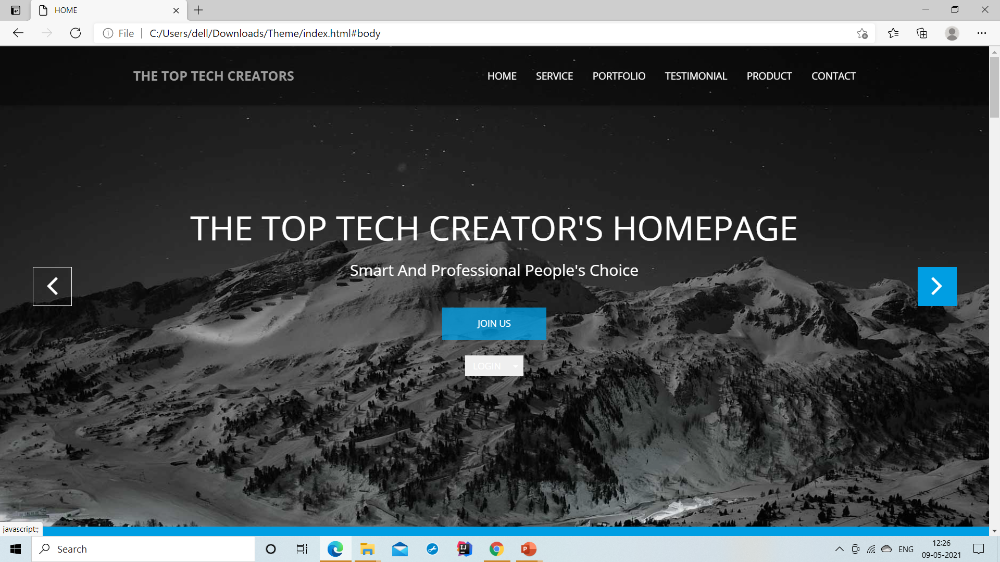 HOME
File
C:/Users/dell/Downloads/Theme/index.html#body
THE TOP TECH CREATORS
HOME SERVICE PORTFOLIO TESTIMONIAL PRODUCT CONTACT
THE TOP TECH CREATOR'S HOMEPAGE
Smart And Professional People's Choice
JOIN US
LOGIN
javascript:;
Search
ENG
12:26
09-05-2021